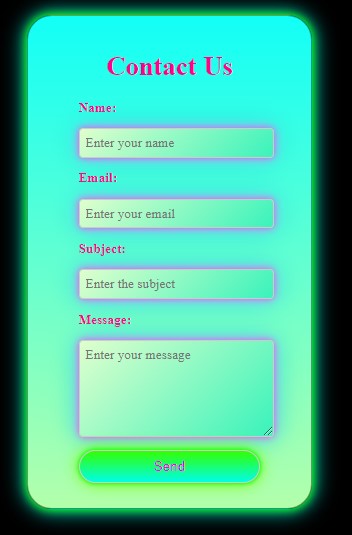 Contact Us
Name:
Enter your name
Email:
Enter your email
Subject:
Enter the subject
Message:
Enter your message
Send